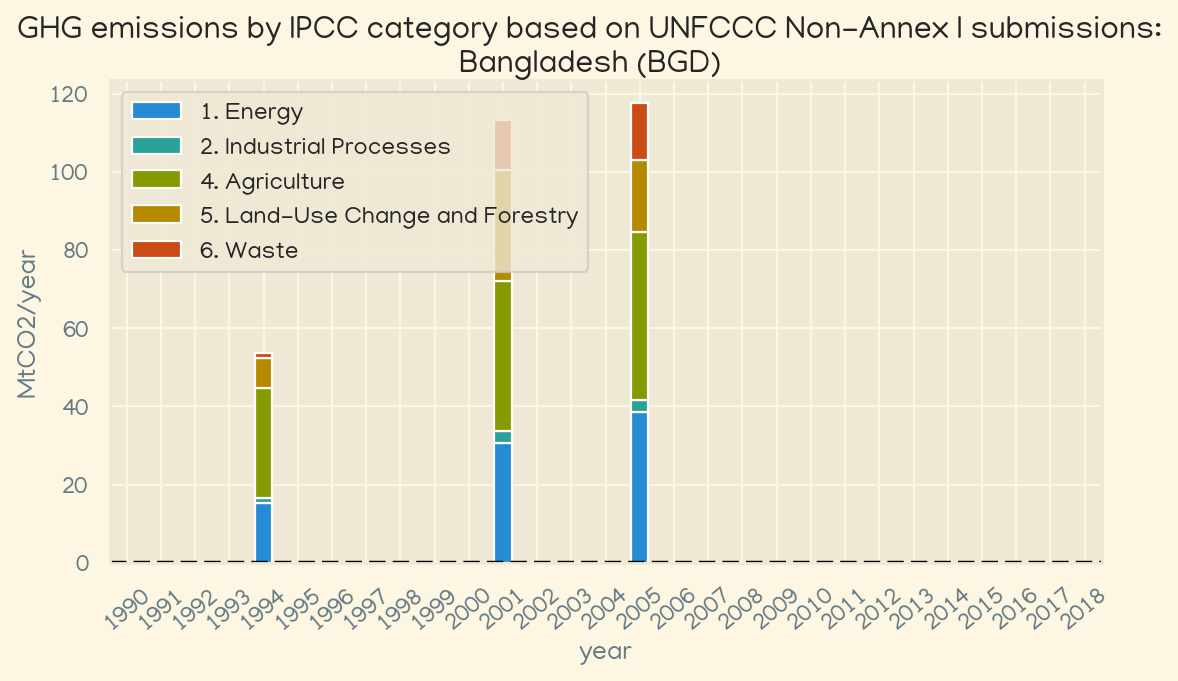 GHG emissions by IPCC category based on UNFCCC Non-Annex I submissions:
Bangladesh (BGD)
120
100
80
60
40
20
0
MtCO2/year
1. Energy
2. Industrial Processes
4. Agriculture
5. Land-Use Change and Forestry
6. Waste
1990 1991 1992 1993 1994 1995 1996 1997 1998 1999 2000 2001 2002 2003 2004 2005 2006 2007 2008 2009 2010 2011 2012 2013 2014 2015 2016 2017 2018
year